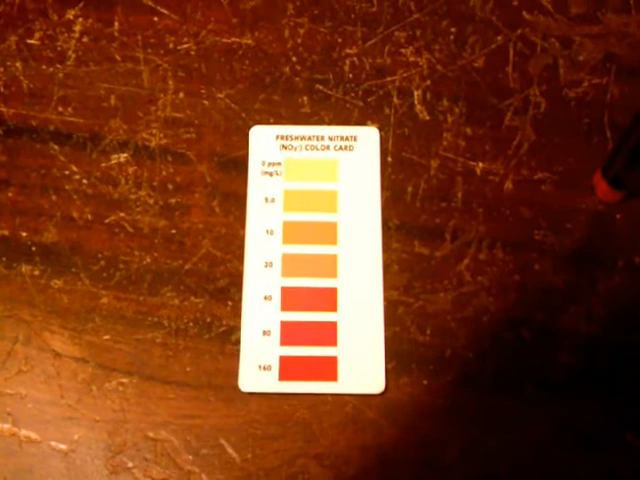 FRESHWATER NITRATE
(NO₃⁻) COLOR CARD
0 ppm
(mg/L)
5.0
10
20
40
80
160